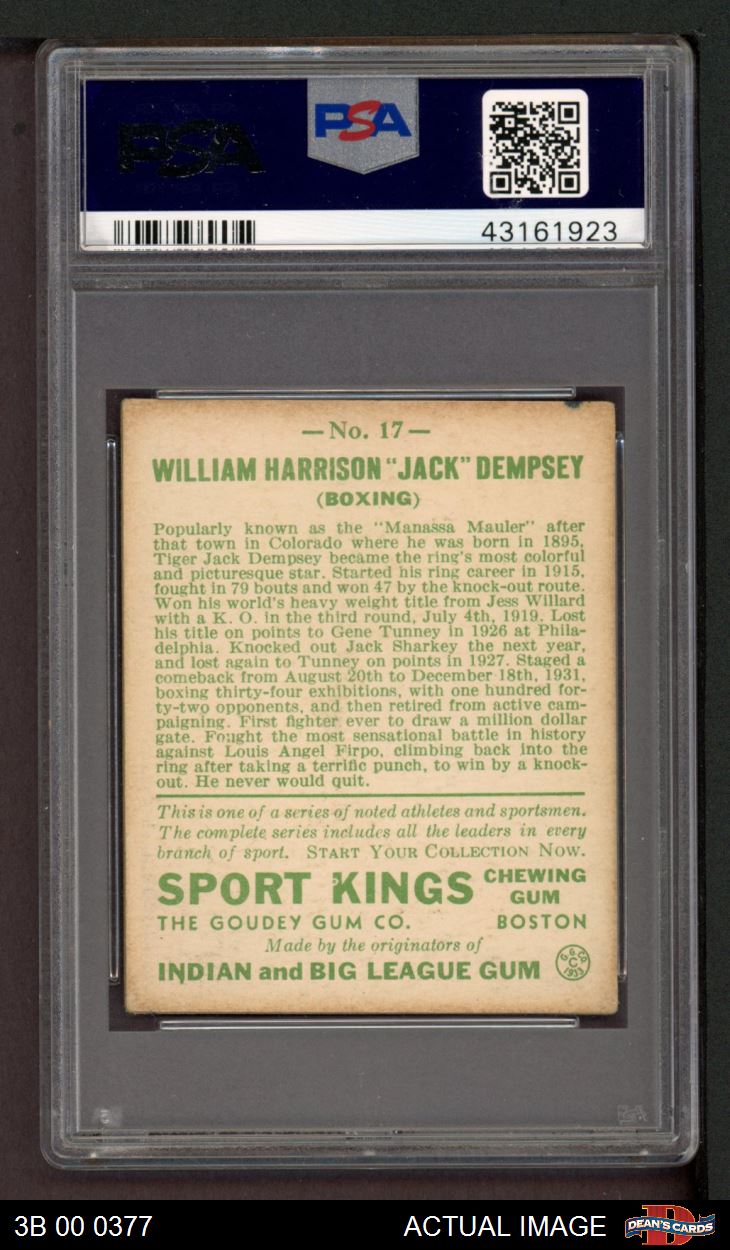 PSA
PSA
43161923
—No. 17—
WILLIAM HARRISON "JACK" DEMPSEY
(BOXING)
Popularly known as the "Manassa Mauler" after
that town in Colorado where he was born in 1895,
Tiger Jack Dempsey became the ring's most colorful
and picturesque star. Started his ring career in 1915,
fought in 79 bouts and won 47 by the knock-out route.
Won his world's heavy weight title from Jess Willard
with a K. O. in the third round, July 4th, 1919. Lost
his title on points to Gene Tunney in 1926 at Phila-
delphia. Knocked out Jack Sharkey the next year,
and lost again to Tunney on points in 1927. Staged a
comeback from August 20th to December 18th, 1931,
boxing thirty-four exhibitions, with one hundred for-
ty-two opponents, and then retired from active cam-
paigning. First fighter ever to draw a million dollar
gate. Fought the most sensational battle in history
against Louis Angel Firpo, climbing back into the
ring after taking a terrific punch, to win by a knock-
out. He never would quit.
This is one of a series of noted athletes and sportsmen.
The complete series includes all the leaders in every
branch of sport. START YOUR COLLECTION NOW.
SPORT KINGS CHEWING GUM
THE GOUDEY GUM CO. BOSTON
Made by the originators of
INDIAN and BIG LEAGUE GUM
G.G.CO.
C
1933
3B 00 0377
ACTUAL IMAGE
D
DEAN'S CARDS